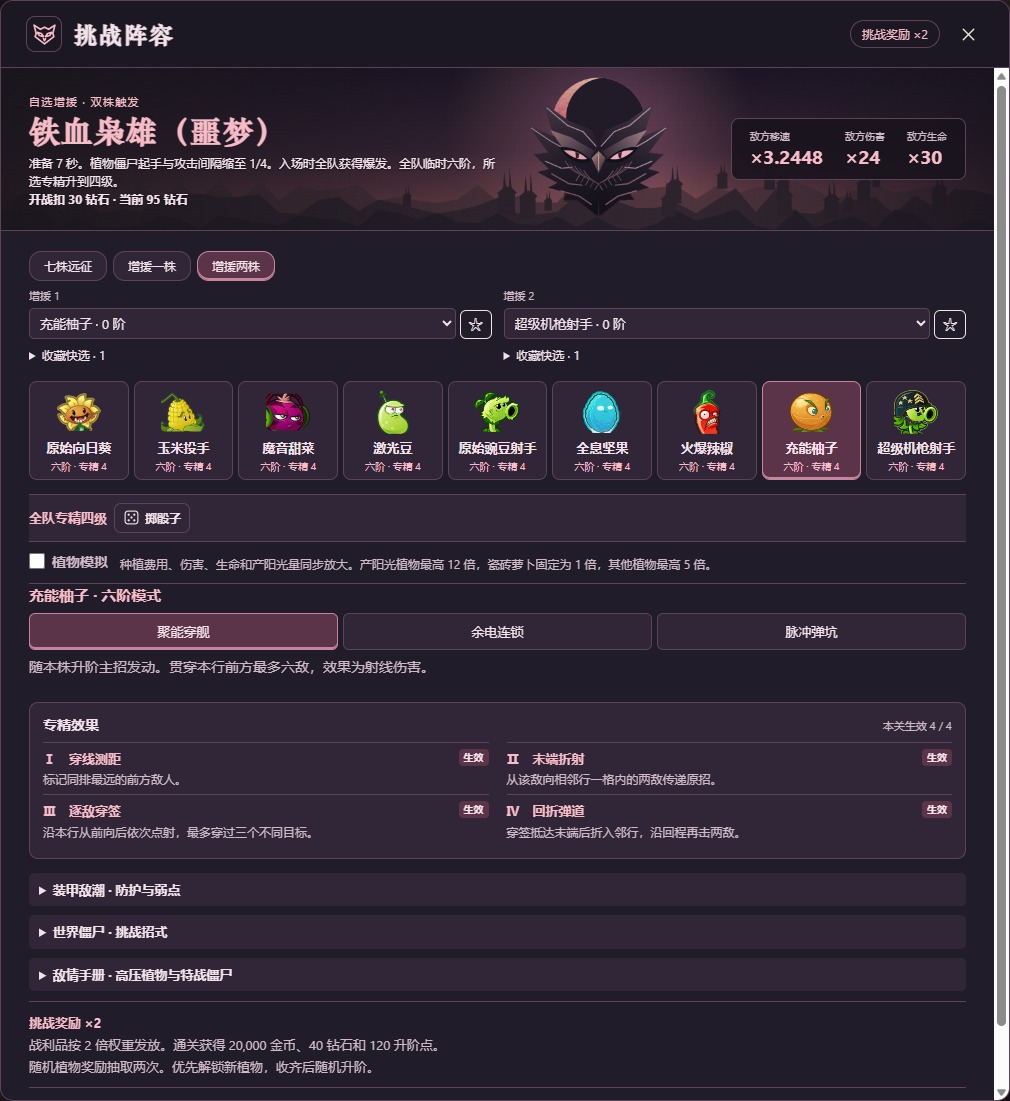 挑战阵容
挑战奖励 ×2
自选增援 · 双株触发
铁血枭雄（噩梦）
准备 7 秒。植物僵尸起手与攻击间隔缩至 1/4。入场时全队获得爆发。全队临时六阶，所
选专精升到四级。
开战扣 30 钻石 · 当前 95 钻石
敌方移速 敌方伤害 敌方生命
×3.2448 ×24 ×30
七株远征 增援一株 增援两株
增援 1 增援 2
充能柚子 · 0 阶 超级机枪射手 · 0 阶
收藏快选 · 1 收藏快选 · 1
原始向日葵 玉米投手 魔音甜菜 激光豆 原始豌豆射手 全息坚果 火爆辣椒 充能柚子 超级机枪射手
六阶 · 专精 4 六阶 · 专精 4 六阶 · 专精 4 六阶 · 专精 4 六阶 · 专精 4 六阶 · 专精 4 六阶 · 专精 4 六阶 · 专精 4 六阶 · 专精 4
全队专精四级 掷骰子
植物模拟 种植费用、伤害、生命和产阳光量同步放大。产阳光植物最高 12 倍，瓷砖萝卜固定为 1 倍，其他植物最高 5 倍。
充能柚子 · 六阶模式
聚能穿舰 余电连锁 脉冲弹坑
随本株升阶主招发动。贯穿本行前方最多六敌，效果为射线伤害。
专精效果 本关生效 4 / 4
I 穿线测距 生效 II 末端折射 生效
标记同排最远的前方敌人。 从该敌向相邻行一格内的两敌传递原招。
III 逐敌穿签 生效 IV 回折弹道 生效
沿本行从前向后依次点射，最多穿过三个不同目标。 穿签抵达末端后折入邻行，沿回程再击两敌。
装甲敌潮 · 防护与弱点
世界僵尸 · 挑战招式
敌情手册 · 高压植物与特战僵尸
挑战奖励 ×2
战利品按 2 倍权重发放。通关获得 20,000 金币、40 钻石和 120 升阶点。
随机植物奖励抽取两次。优先解锁新植物，收齐后随机升阶。